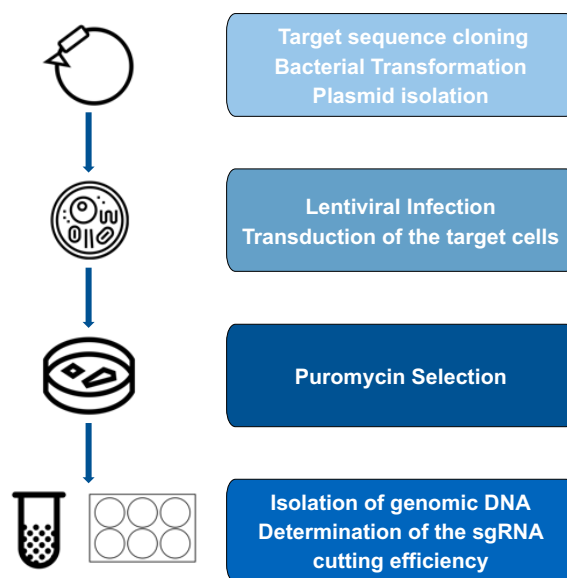 Target sequence cloning
Bacterial Transformation
Plasmid isolation
Lentiviral Infection
Transduction of the target cells
Puromycin Selection
Isolation of genomic DNA
Determination of the sgRNA
cutting efficiency